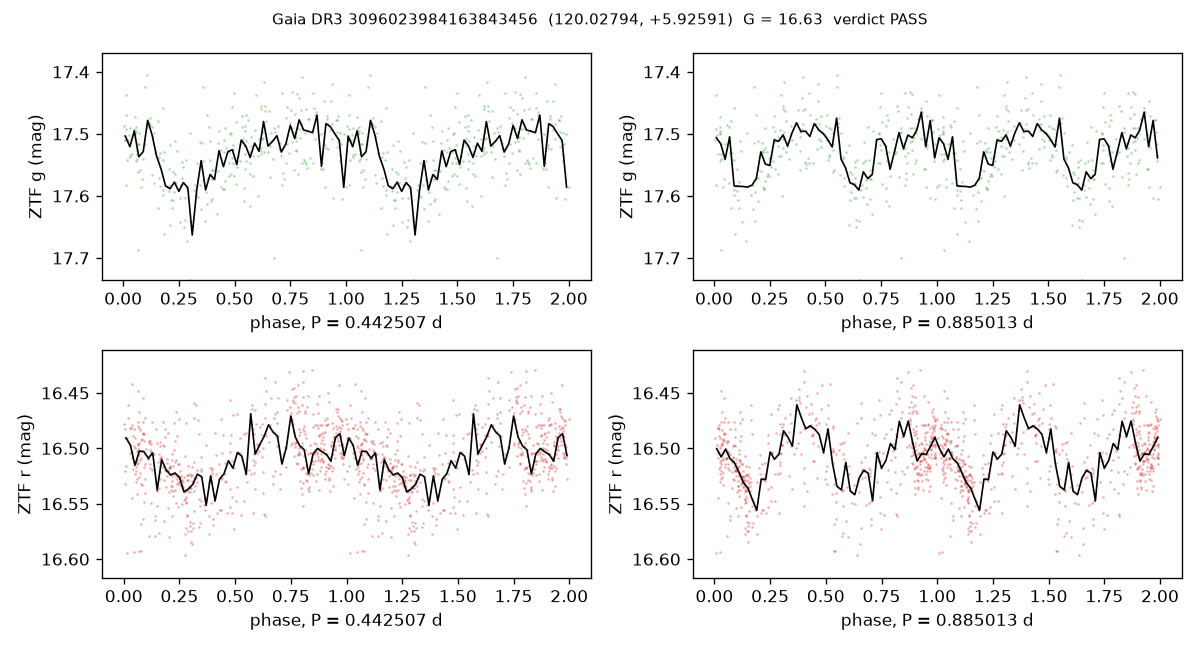 Gaia DR3 3096023984163843456 (120.02794, +5.92591) G = 16.63 verdict PASS
17.4
17.5
17.6
17.7
ZTF g (mag)
0.00 0.25 0.50 0.75 1.00 1.25 1.50 1.75 2.00
phase, P = 0.442507 d
17.4
17.5
17.6
17.7
ZTF g (mag)
0.00 0.25 0.50 0.75 1.00 1.25 1.50 1.75 2.00
phase, P = 0.885013 d
16.45
16.50
16.55
16.60
ZTF r (mag)
0.00 0.25 0.50 0.75 1.00 1.25 1.50 1.75 2.00
phase, P = 0.442507 d
16.45
16.50
16.55
16.60
ZTF r (mag)
0.00 0.25 0.50 0.75 1.00 1.25 1.50 1.75 2.00
phase, P = 0.885013 d